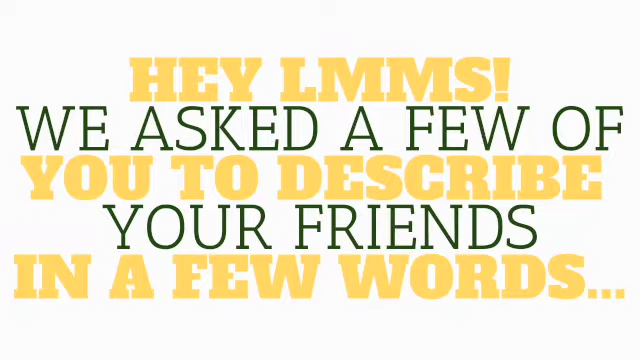 HEY LMMS!
WE ASKED A FEW OF
YOU TO DESCRIBE
YOUR FRIENDS
IN A FEW WORDS...